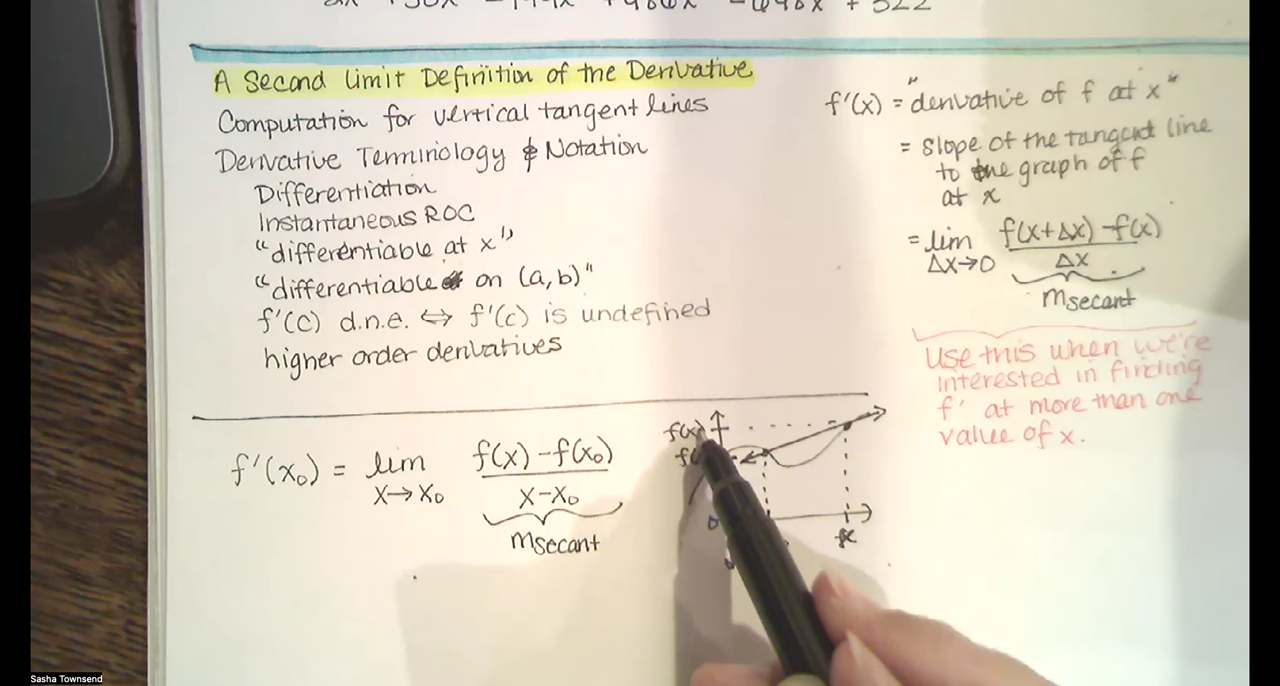 A Second Limit Definition of the Derivative
Computation for vertical tangent lines
Derivative Terminology & Notation
Differentiation
Instantaneous ROC
"differentiable at x"
"differentiable on (a,b)"
f'(c) d.n.e. ⇔ f'(c) is undefined
higher order derivatives
f'(x) = "derivative of f at x"
= slope of the tangent line
to the graph of f
at x
= lim Δx→0 (f(x+Δx) - f(x)) / Δx
msecant
Use this when we're
interested in finding
f' at more than one
value of x.
f'(x₀) = lim x→x₀ (f(x) - f(x₀)) / (x - x₀)
msecant
f(x)
0
x
Sasha Townsend